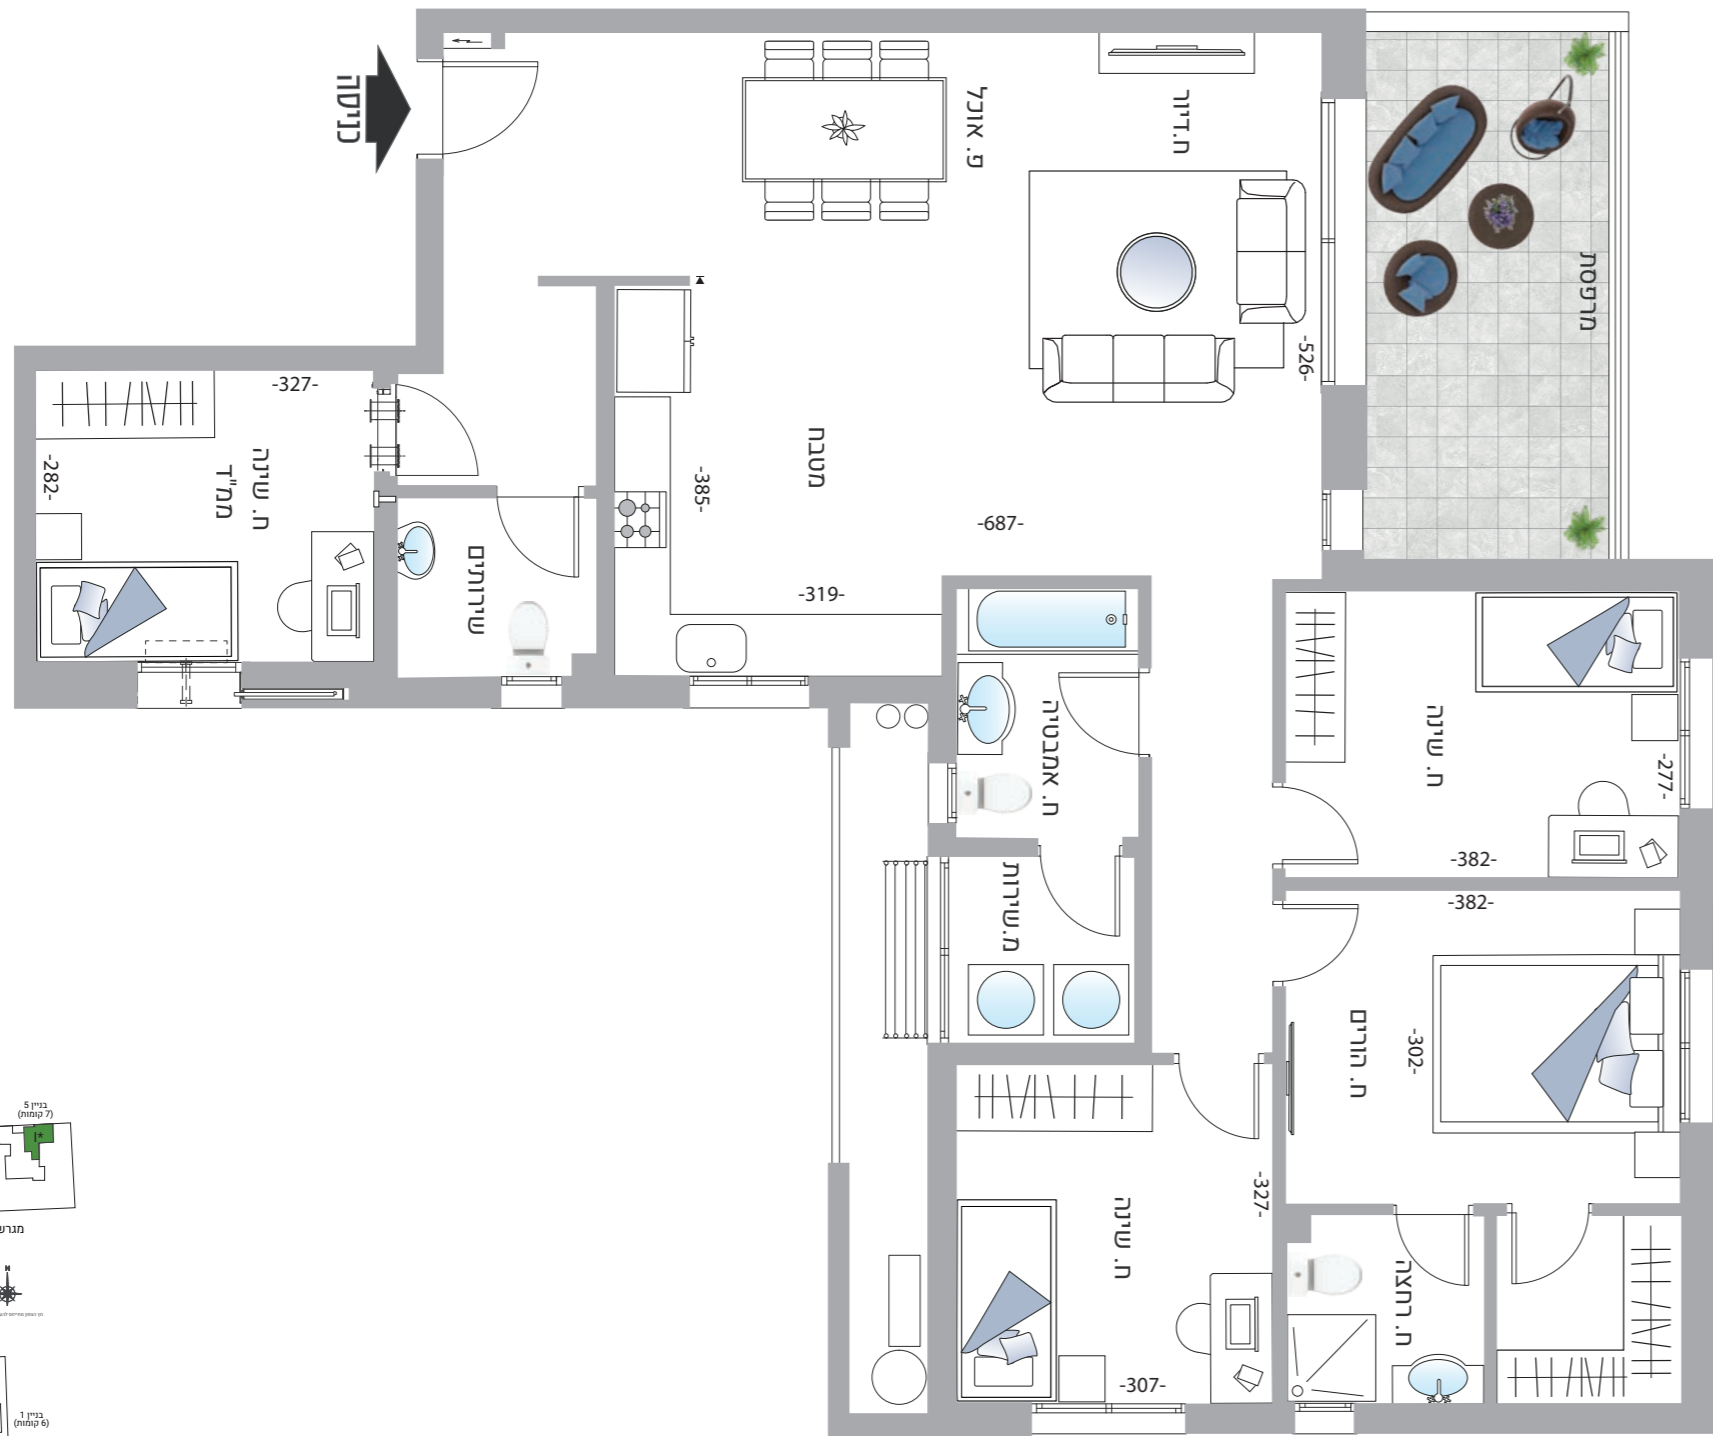 כניסה
פ. אוכל
ח.דיור
מרפסת
-526-
-327-
-282-
ח. שינה
ממ"ד
שירותים
מטבח
-385-
-687-
-319-
ח. אמבטיה
ח. שינה
-277-
-382-
-382-
מ.שירות
ח. הורים
-302-
ח. שינה
-327-
-307-
ח. רחצה
בניין 5
(7 קומות)
*I
מגרש
N
בניין 1
(6 קומות)